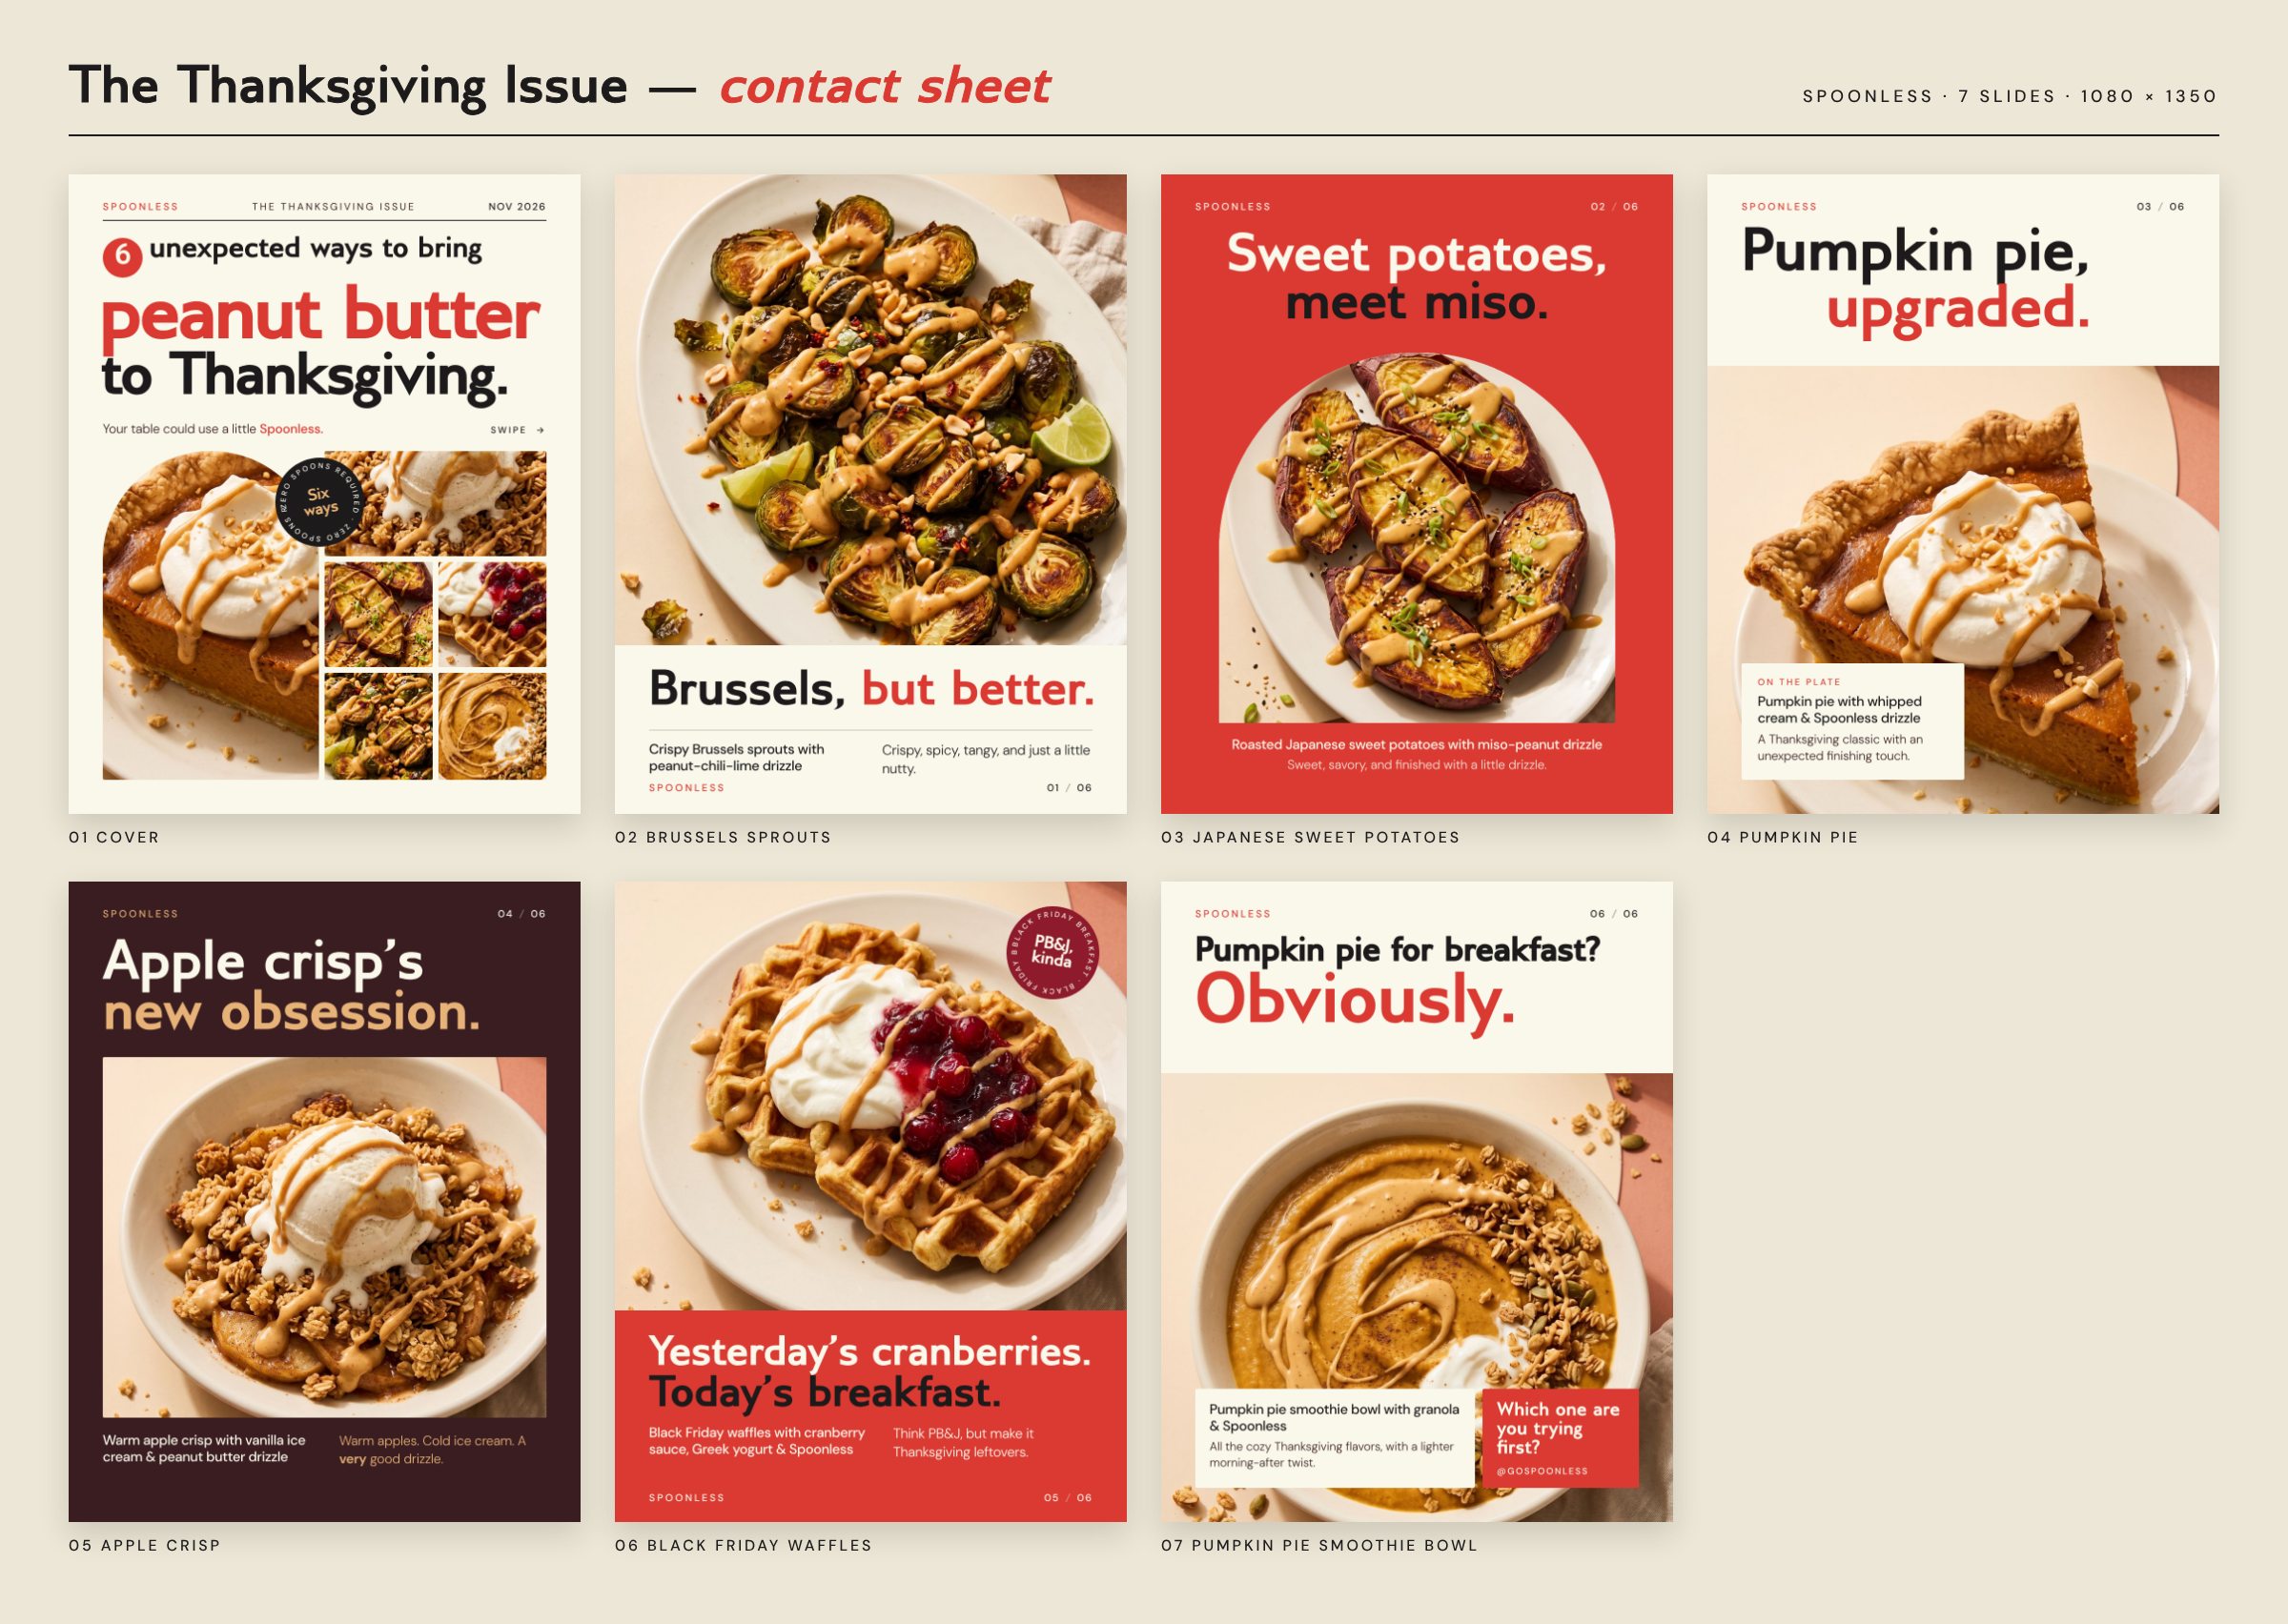 The Thanksgiving Issue — contact sheet
SPOONLESS · 7 SLIDES · 1080 × 1350
SPOONLESS THE THANKSGIVING ISSUE NOV 2026
6 unexpected ways to bring
peanut butter
to Thanksgiving.
Your table could use a little Spoonless. SWIPE →
ZERO SPOONS REQUIRED · ZERO SPOONS R
Six
ways
01 COVER
Brussels, but better.
Crispy Brussels sprouts with
peanut-chili-lime drizzle
Crispy, spicy, tangy, and just a little
nutty.
SPOONLESS 01 / 06
02 BRUSSELS SPROUTS
SPOONLESS 02 / 06
Sweet potatoes,
meet miso.
Roasted Japanese sweet potatoes with miso-peanut drizzle
Sweet, savory, and finished with a little drizzle.
03 JAPANESE SWEET POTATOES
SPOONLESS 03 / 06
Pumpkin pie,
upgraded.
ON THE PLATE
Pumpkin pie with whipped
cream & Spoonless drizzle
A Thanksgiving classic with an
unexpected finishing touch.
04 PUMPKIN PIE
SPOONLESS 04 / 06
Apple crisp’s
new obsession.
Warm apple crisp with vanilla ice
cream & peanut butter drizzle
Warm apples. Cold ice cream. A
very good drizzle.
05 APPLE CRISP
BLACK FRIDAY BREAKFAST · BLACK FRIDAY B
PB&J,
kinda
Yesterday’s cranberries.
Today’s breakfast.
Black Friday waffles with cranberry
sauce, Greek yogurt & Spoonless
Think PB&J, but make it
Thanksgiving leftovers.
SPOONLESS 05 / 06
06 BLACK FRIDAY WAFFLES
SPOONLESS 06 / 06
Pumpkin pie for breakfast?
Obviously.
Pumpkin pie smoothie bowl with granola
& Spoonless
All the cozy Thanksgiving flavors, with a lighter
morning-after twist.
Which one are
you trying
first?
@GOSPOONLESS
07 PUMPKIN PIE SMOOTHIE BOWL